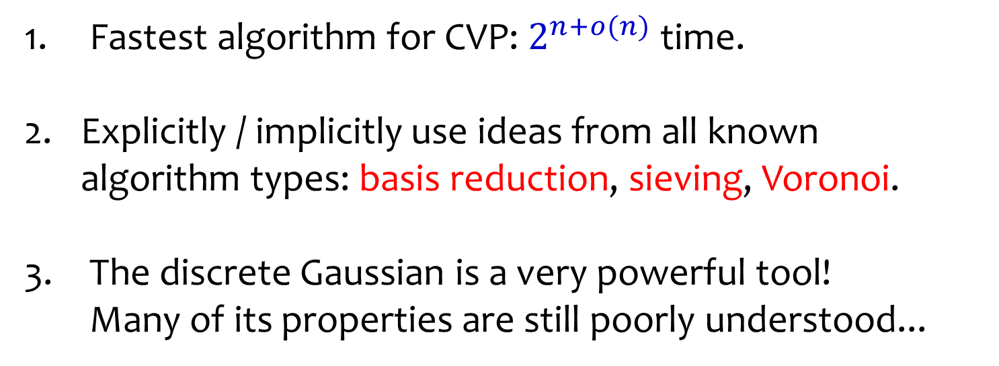 1. Fastest algorithm for CVP: 2^{n+o(n)} time.
2. Explicitly / implicitly use ideas from all known
algorithm types: basis reduction, sieving, Voronoi.
3. The discrete Gaussian is a very powerful tool!
Many of its properties are still poorly understood...